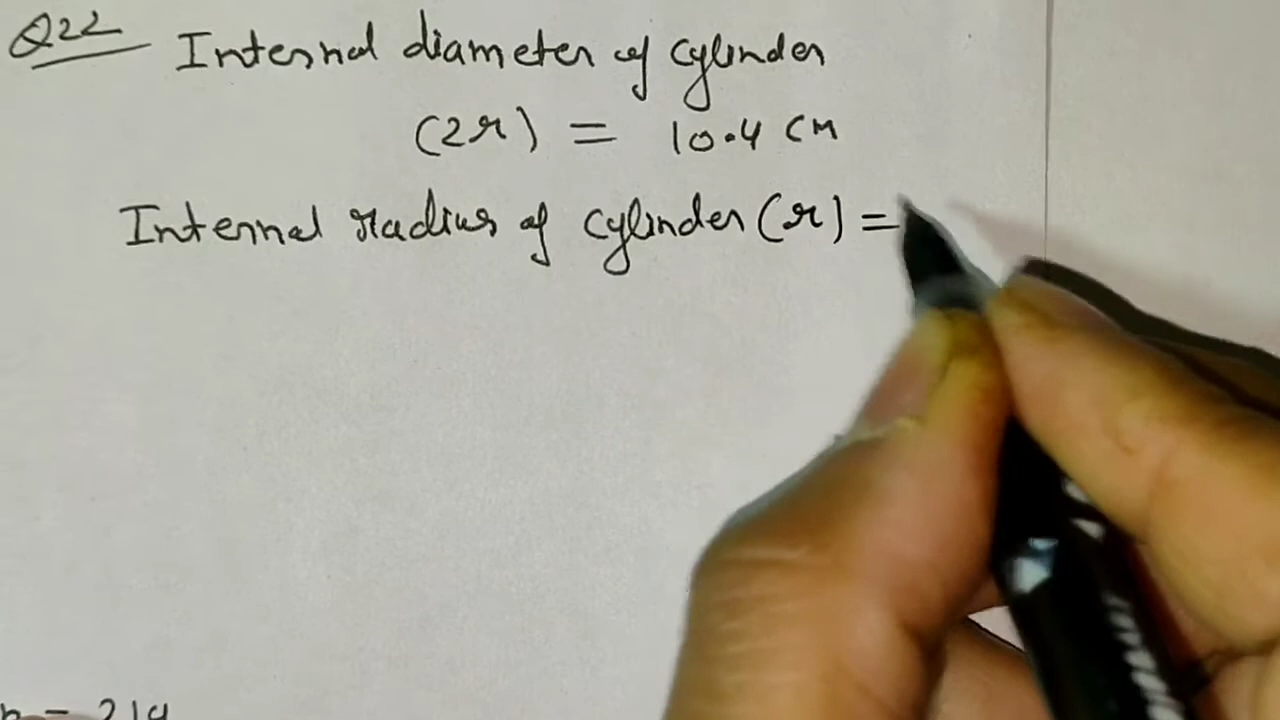 Q22 Internal diameter of cylinder
(2r) = 10.4 cm
Internal radius of cylinder (r) =